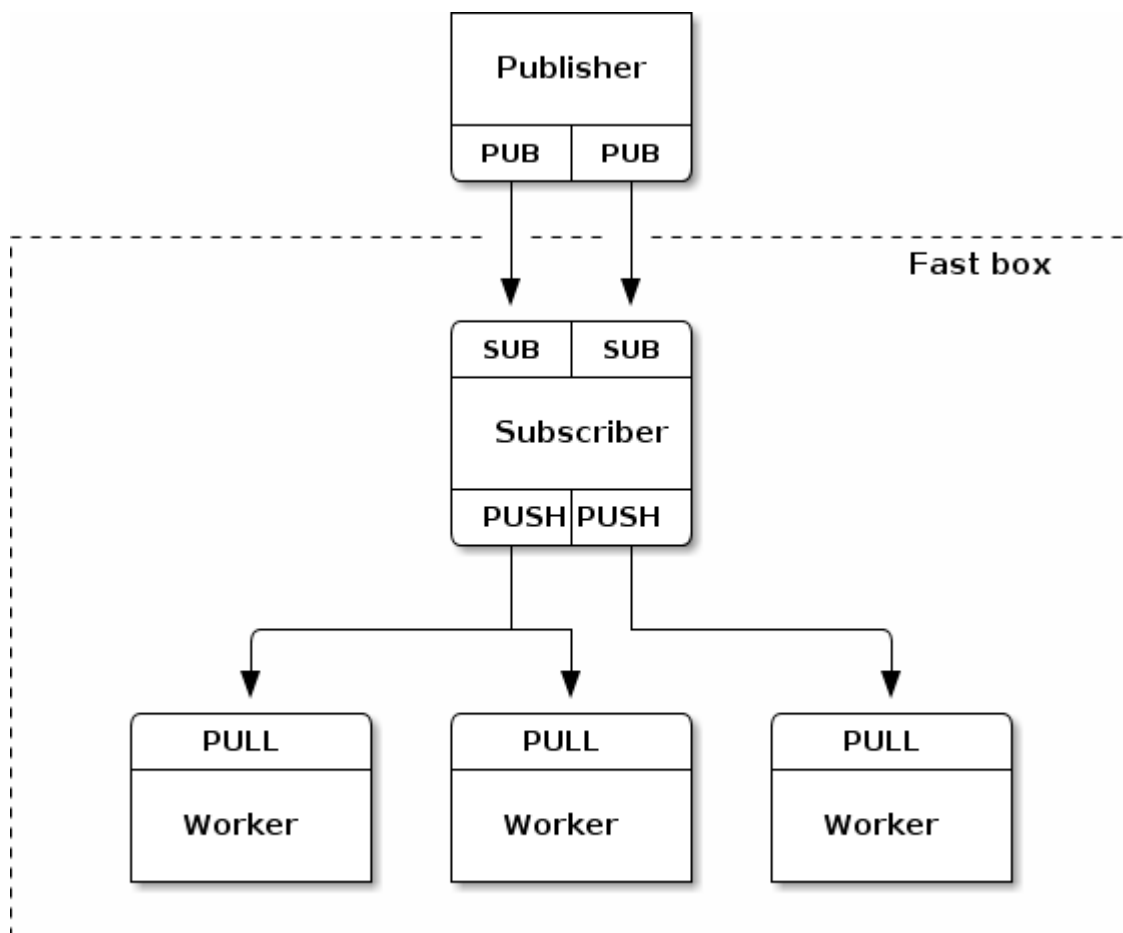 Publisher
PUB PUB
Fast box
SUB SUB
Subscriber
PUSH PUSH
PULL PULL PULL
Worker Worker Worker